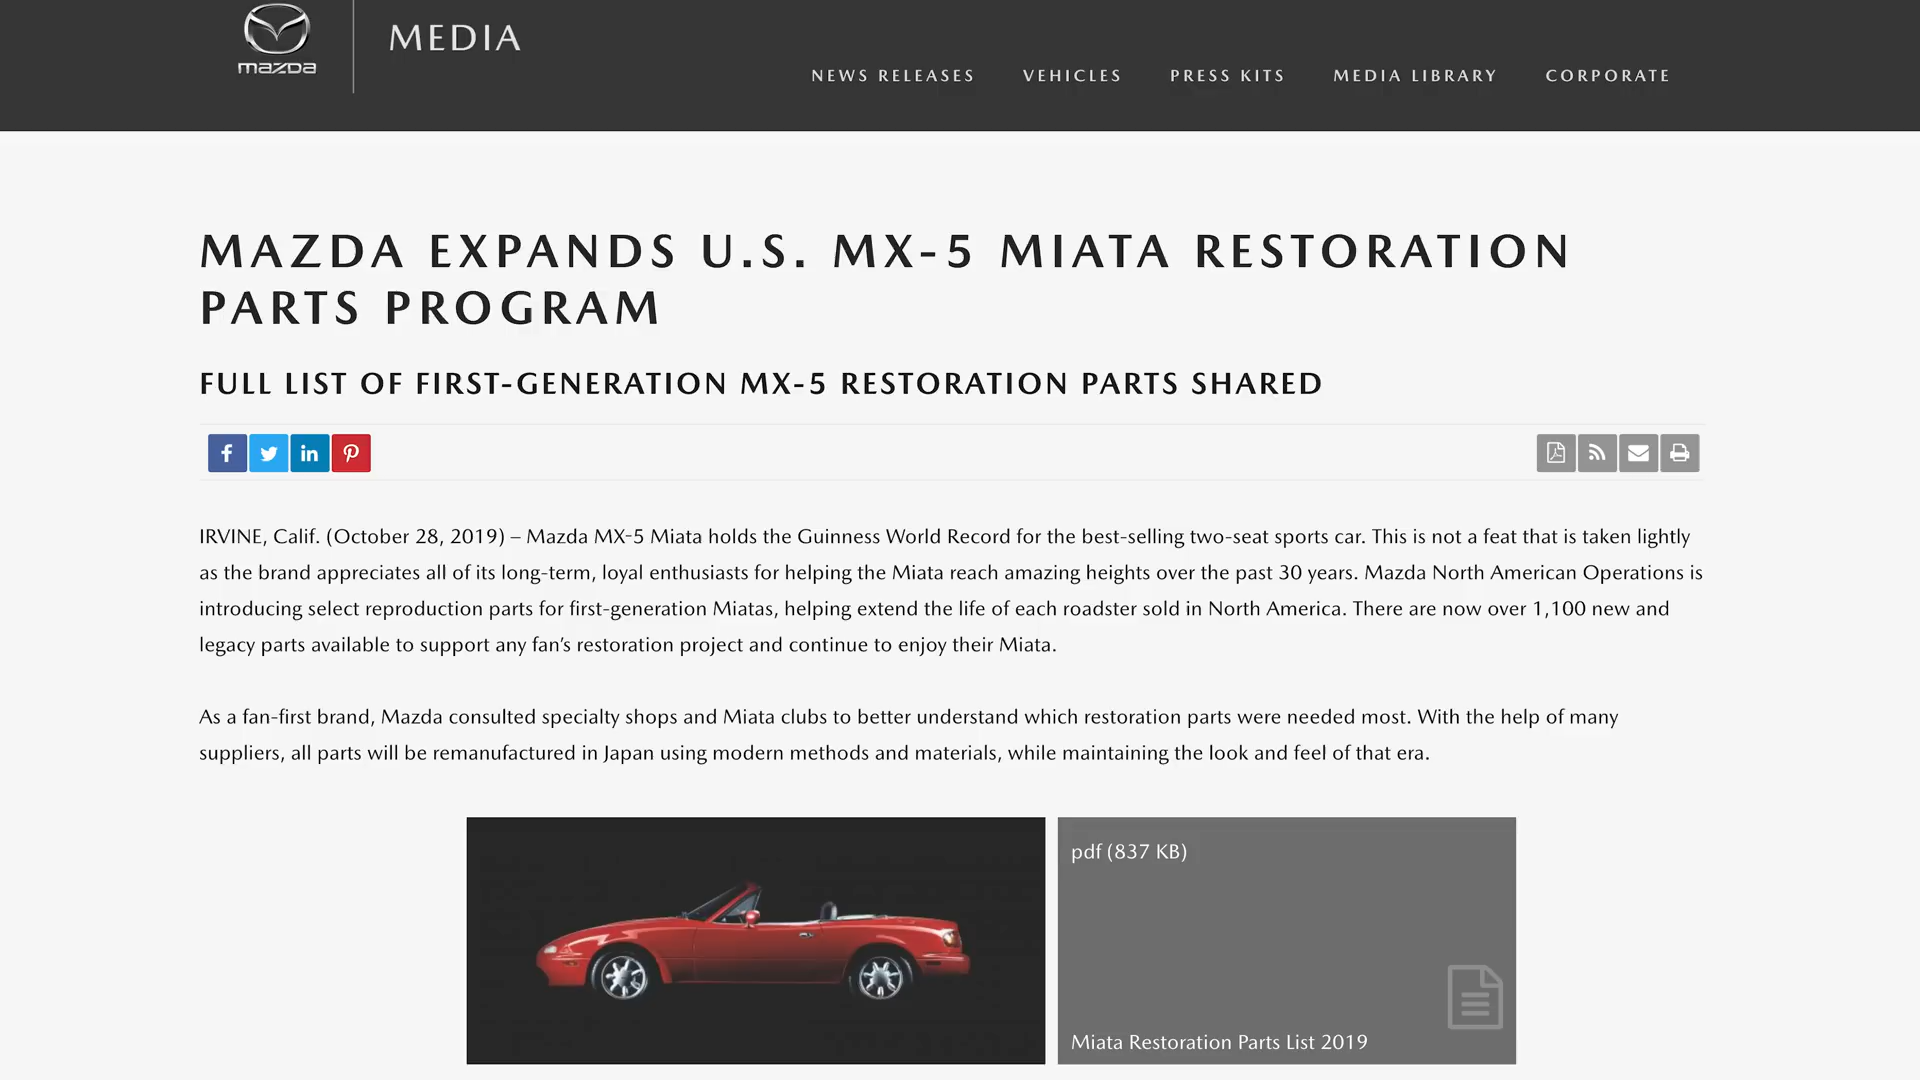 mazda
MEDIA
NEWS RELEASES VEHICLES PRESS KITS MEDIA LIBRARY CORPORATE
MAZDA EXPANDS U.S. MX-5 MIATA RESTORATION
PARTS PROGRAM
FULL LIST OF FIRST-GENERATION MX-5 RESTORATION PARTS SHARED
IRVINE, Calif. (October 28, 2019) – Mazda MX-5 Miata holds the Guinness World Record for the best-selling two-seat sports car. This is not a feat that is taken lightly
as the brand appreciates all of its long-term, loyal enthusiasts for helping the Miata reach amazing heights over the past 30 years. Mazda North American Operations is
introducing select reproduction parts for first-generation Miatas, helping extend the life of each roadster sold in North America. There are now over 1,100 new and
legacy parts available to support any fan’s restoration project and continue to enjoy their Miata.
As a fan-first brand, Mazda consulted specialty shops and Miata clubs to better understand which restoration parts were needed most. With the help of many
suppliers, all parts will be remanufactured in Japan using modern methods and materials, while maintaining the look and feel of that era.
pdf (837 KB)
Miata Restoration Parts List 2019